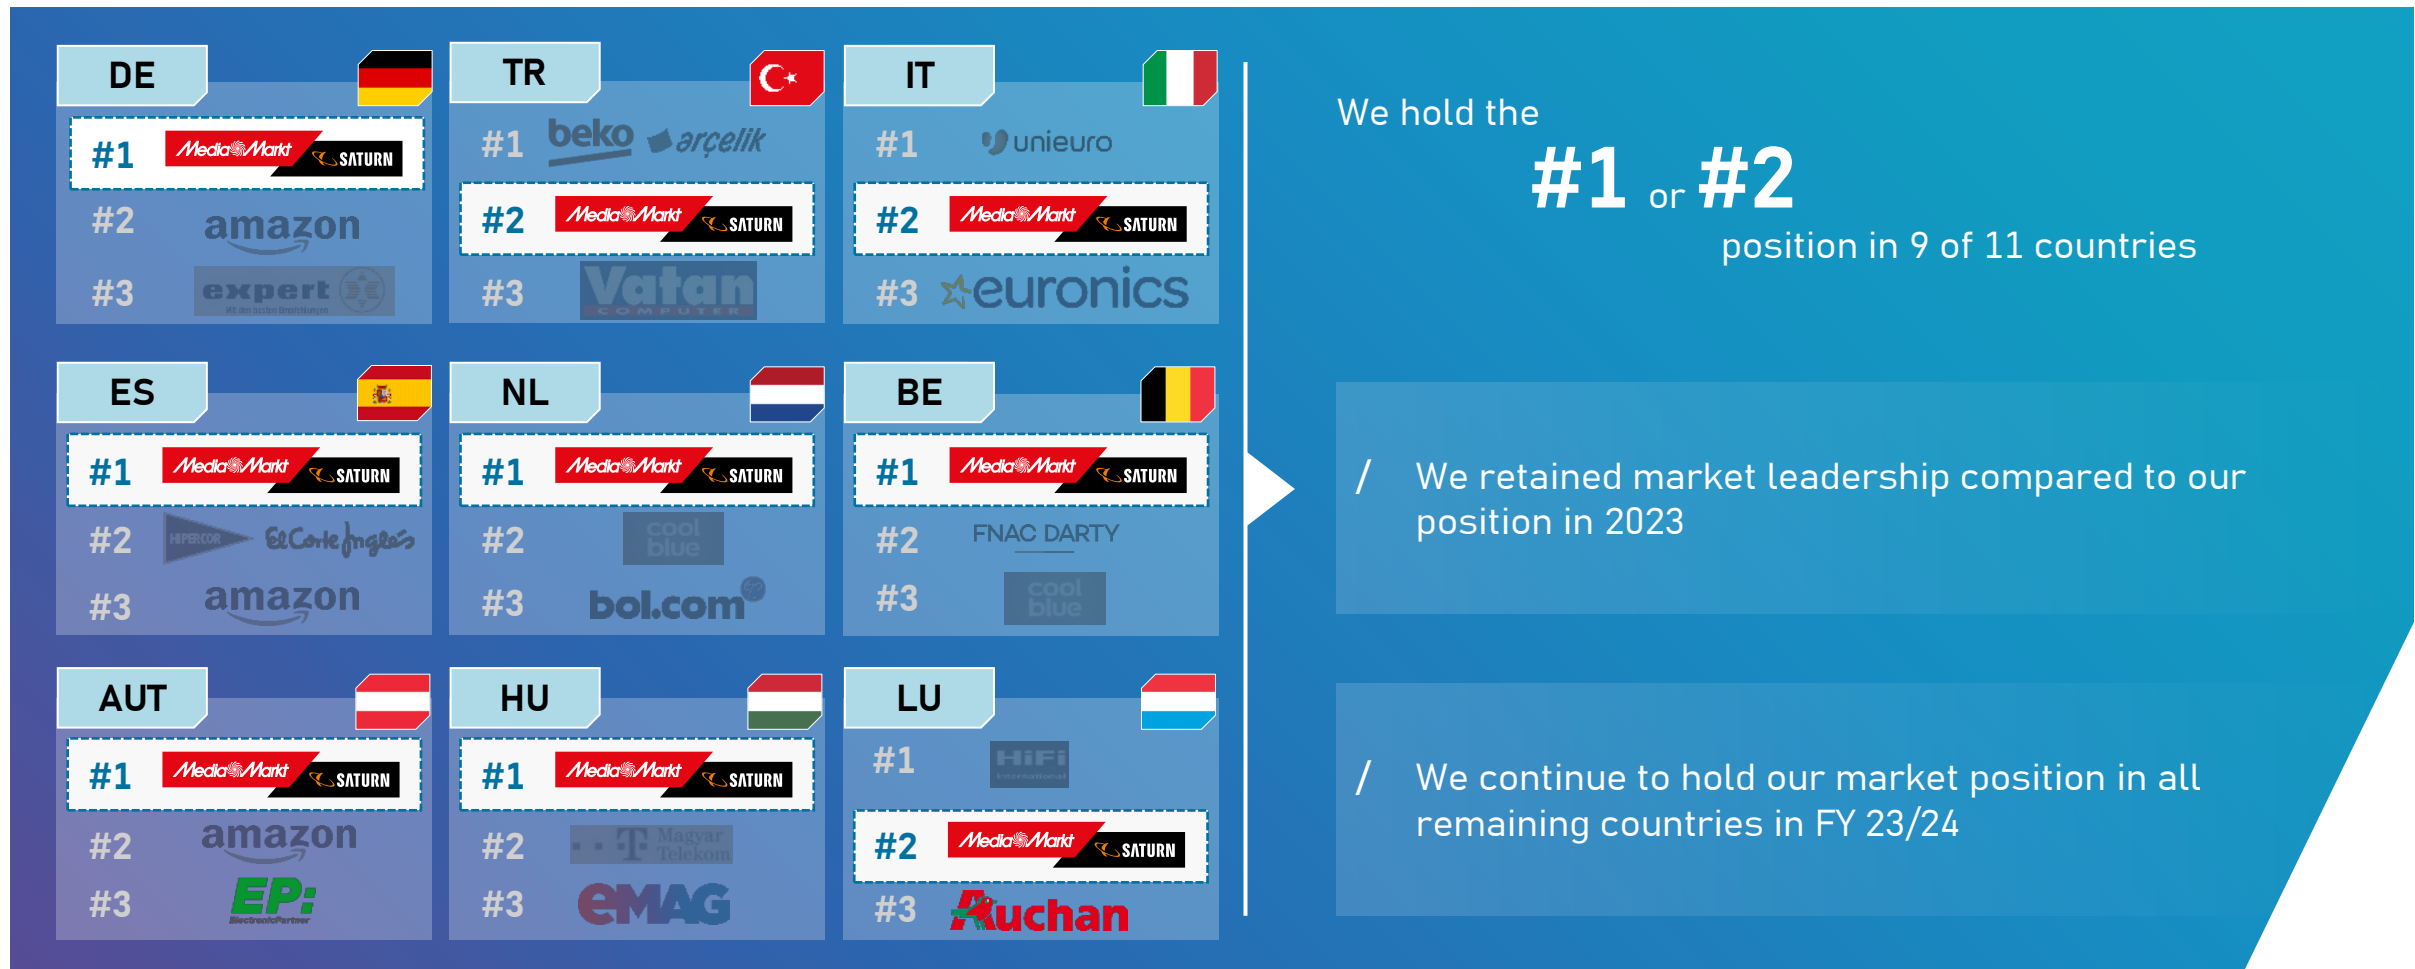 DE
#1 MediaMarkt SATURN
#2 amazon
#3 expert
Mit den besten Empfehlungen
TR
#1 beko arçelik
#2 MediaMarkt SATURN
#3 Vatan
COMPUTER
IT
#1 unieuro
#2 MediaMarkt SATURN
#3 euronics
ES
#1 MediaMarkt SATURN
#2 HIPERCOR El Corte Inglés
#3 amazon
NL
#1 MediaMarkt SATURN
#2 cool
blue
#3 bol.com
BE
#1 MediaMarkt SATURN
#2 FNAC DARTY
#3 cool
blue
AUT
#1 MediaMarkt SATURN
#2 amazon
#3 EP:
ElectronicPartner
HU
#1 MediaMarkt SATURN
#2 T Magyar
Telekom
#3 eMAG
LU
#1 HiFi
International
#2 MediaMarkt SATURN
#3 Auchan
We hold the
#1 or #2
position in 9 of 11 countries
/ We retained market leadership compared to our
position in 2023
/ We continue to hold our market position in all
remaining countries in FY 23/24